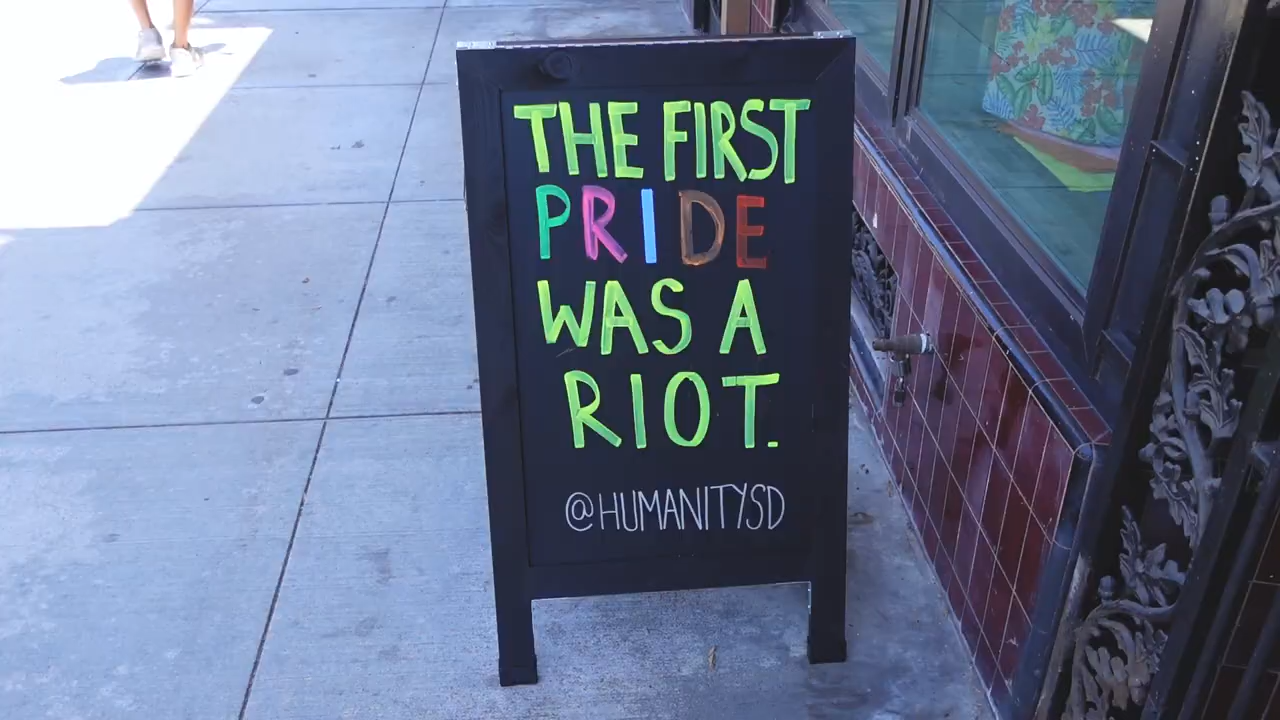 THE FIRST
PRIDE
WAS A
RIOT.
@HUMANITYSD